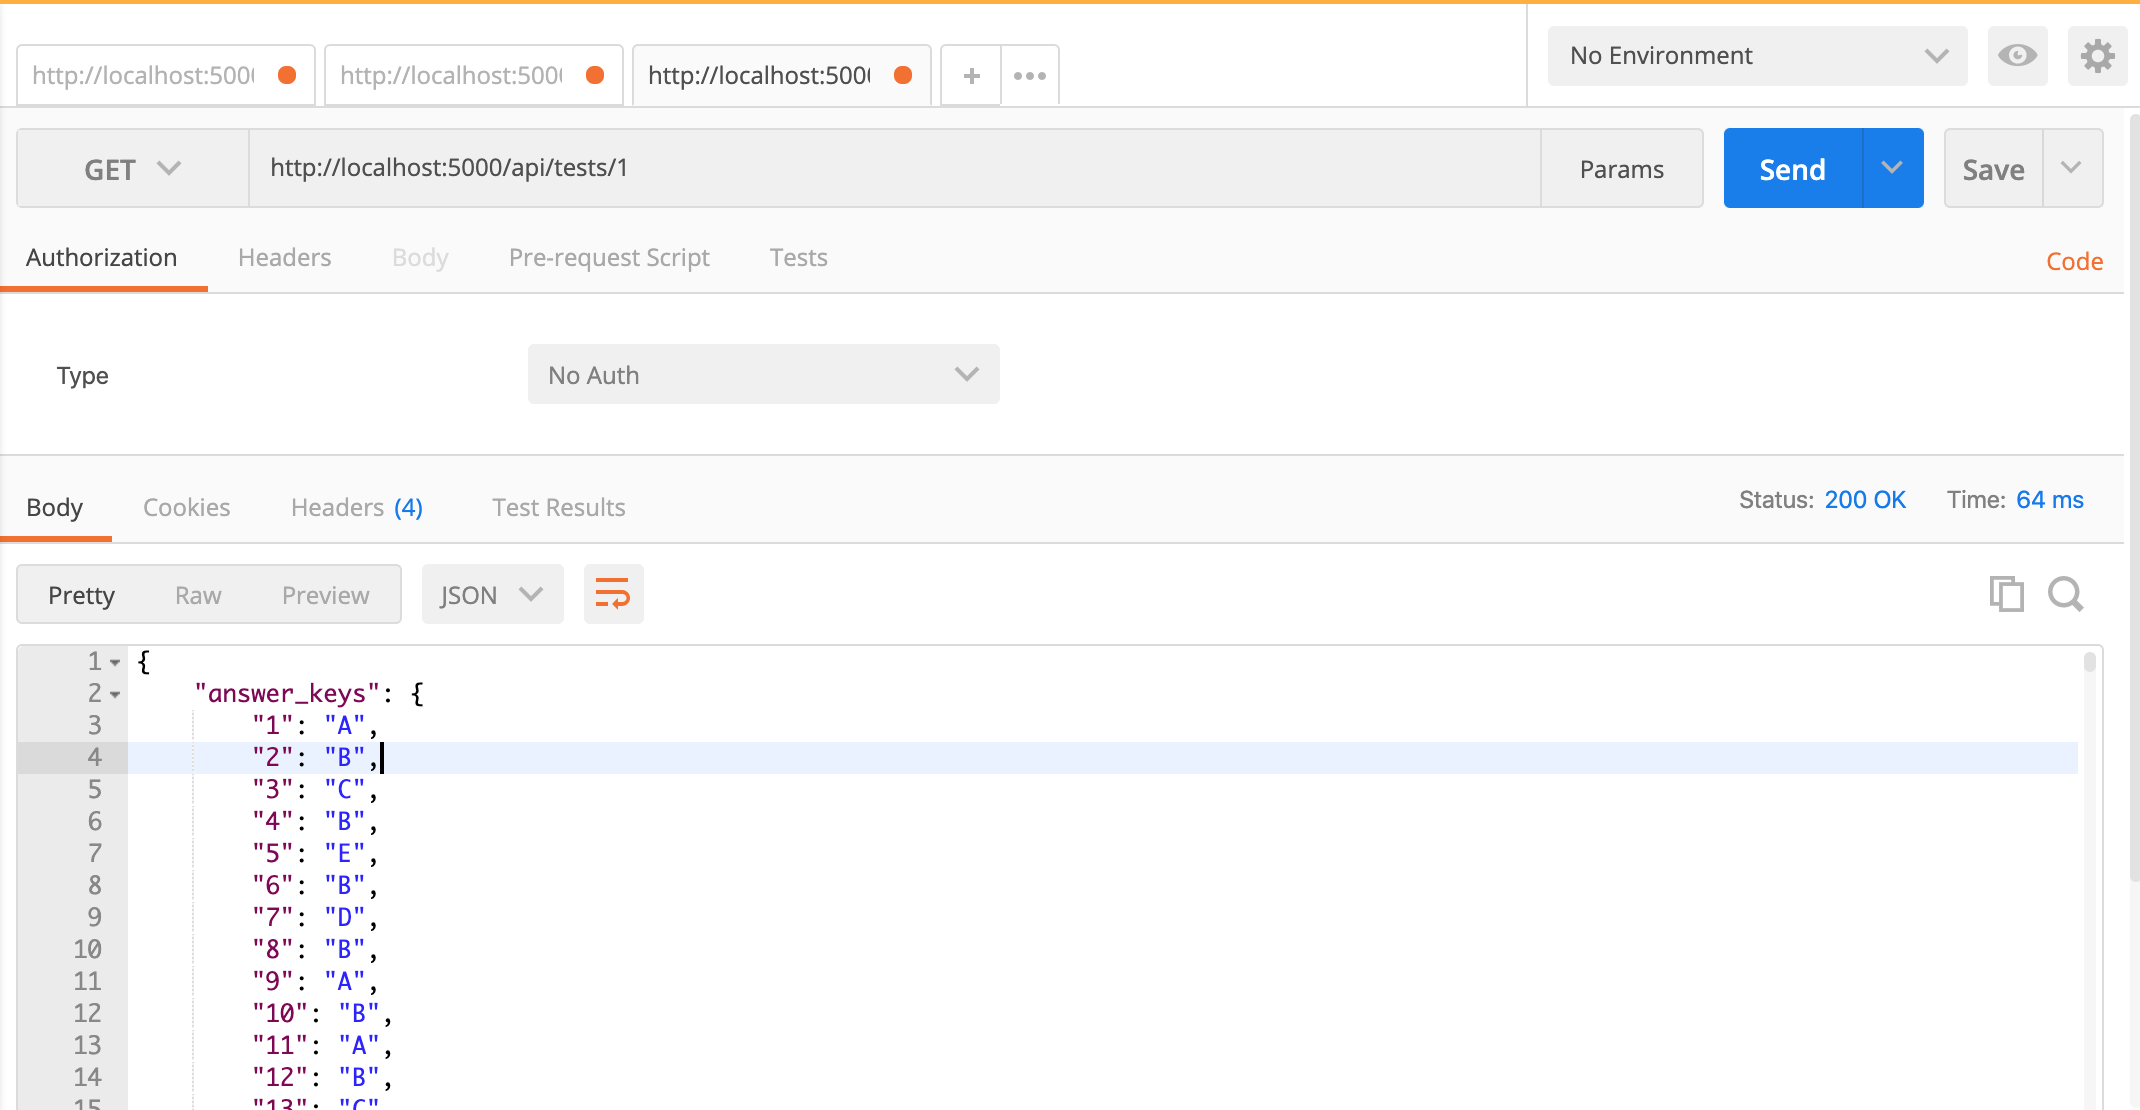 http://localhost:500 http://localhost:500 http://localhost:500 + No Environment
GET http://localhost:5000/api/tests/1 Params Send Save
Authorization Headers Body Pre-request Script Tests Code
Type No Auth
Body Cookies Headers (4) Test Results Status: 200 OK Time: 64 ms
Pretty Raw Preview JSON
1 {
2 "answer_keys": {
3 "1": "A",
4 "2": "B",
5 "3": "C",
6 "4": "B",
7 "5": "E",
8 "6": "B",
9 "7": "D",
10 "8": "B",
11 "9": "A",
12 "10": "B",
13 "11": "A",
14 "12": "B",
15 "13": "C"